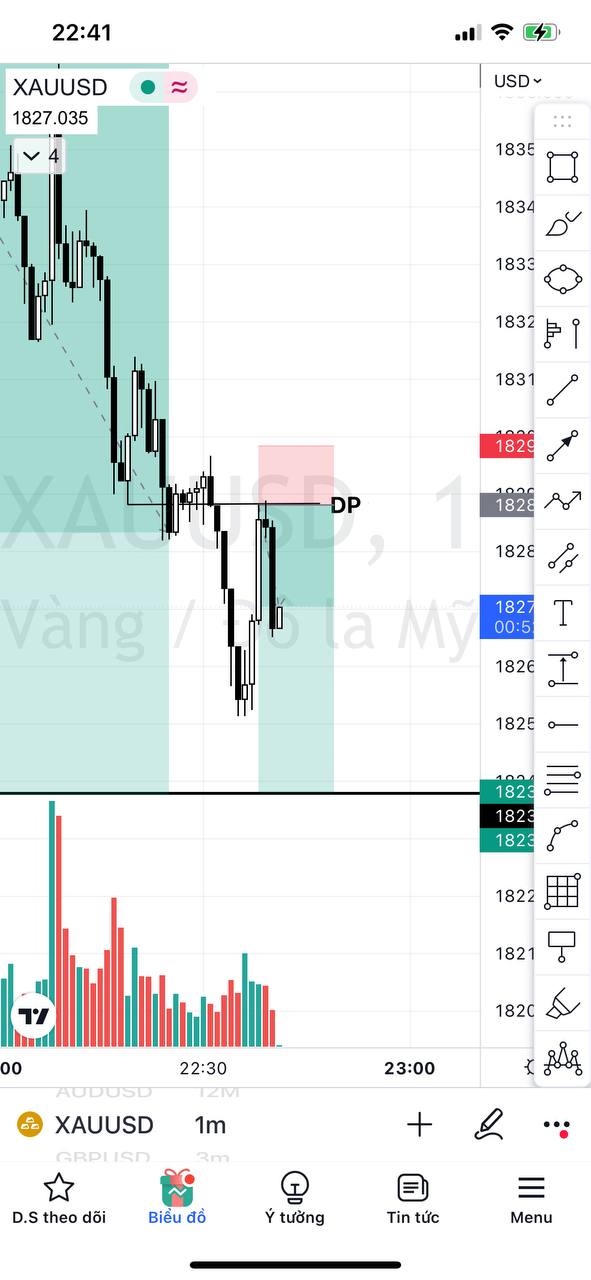 22:41
XAUUSD
USD
1827.035
4
1835
1834
1833
1832
1831
1829
DP
1828
XAUUSD, 1
1828
1827
Vàng / Đô la Mỹ
00:5
1826
1825
1823
1823
1823
1822
1821
1820
:00
22:30
23:00
AUDUSD 12M
XAUUSD 1m
GBPUSD 3m
D.S theo dõi
Biểu đồ
Ý tưởng
Tin tức
Menu